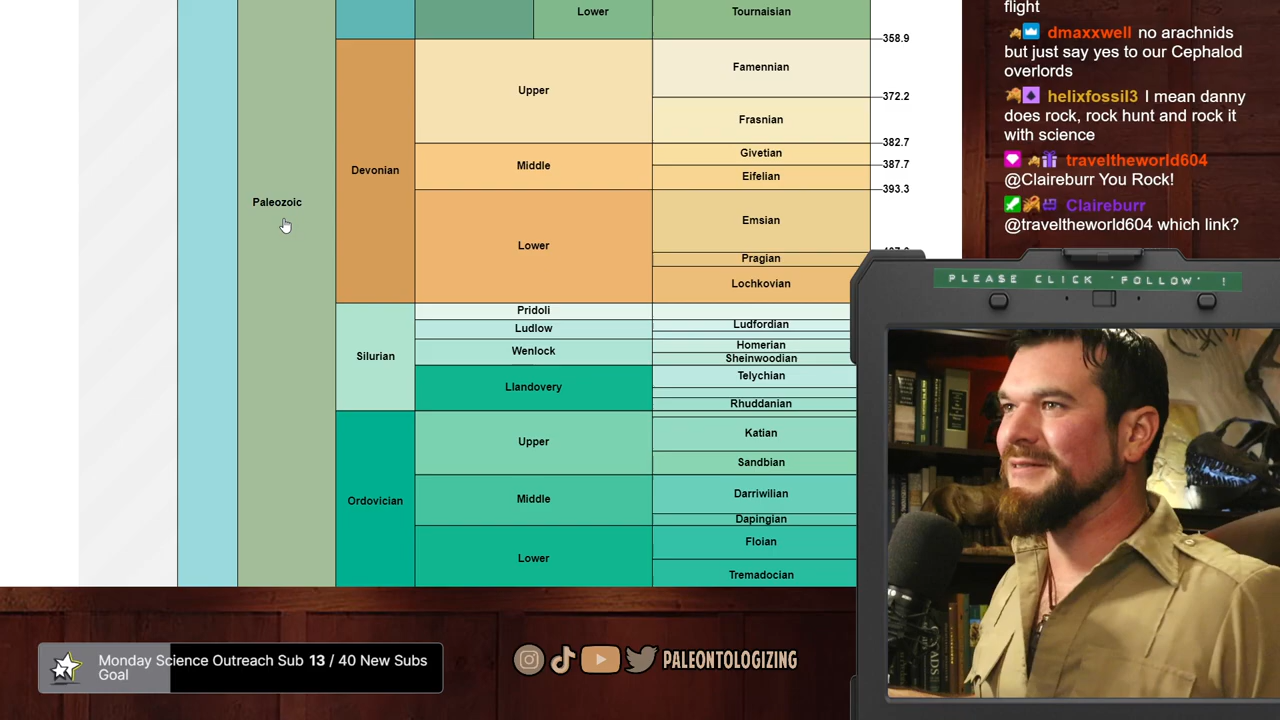 Lower
Tournaisian
358.9
Famennian
Upper
372.2
Frasnian
382.7
Givetian
Middle
387.7
Devonian
Eifelian
393.3
Paleozoic
Emsian
Lower
Pragian
Lochkovian
Pridoli
Ludlow
Ludfordian
Silurian
Wenlock
Homerian
Sheinwoodian
Telychian
Llandovery
Rhuddanian
Upper
Katian
Sandbian
Ordovician
Middle
Darriwilian
Dapingian
Floian
Lower
Tremadocian
flight
dmaxxwell no arachnids
but just say yes to our Cephalod
overlords
helixfossil3 I mean danny
does rock, rock hunt and rock it
with science
traveltheworld604
@Claireburr You Rock!
Claireburr
@traveltheworld604 which link?
PLEASE CLICK 'FOLLOW' !
Monday Science Outreach Sub 13 / 40 New Subs
Goal
PALEONTOLOGIZING